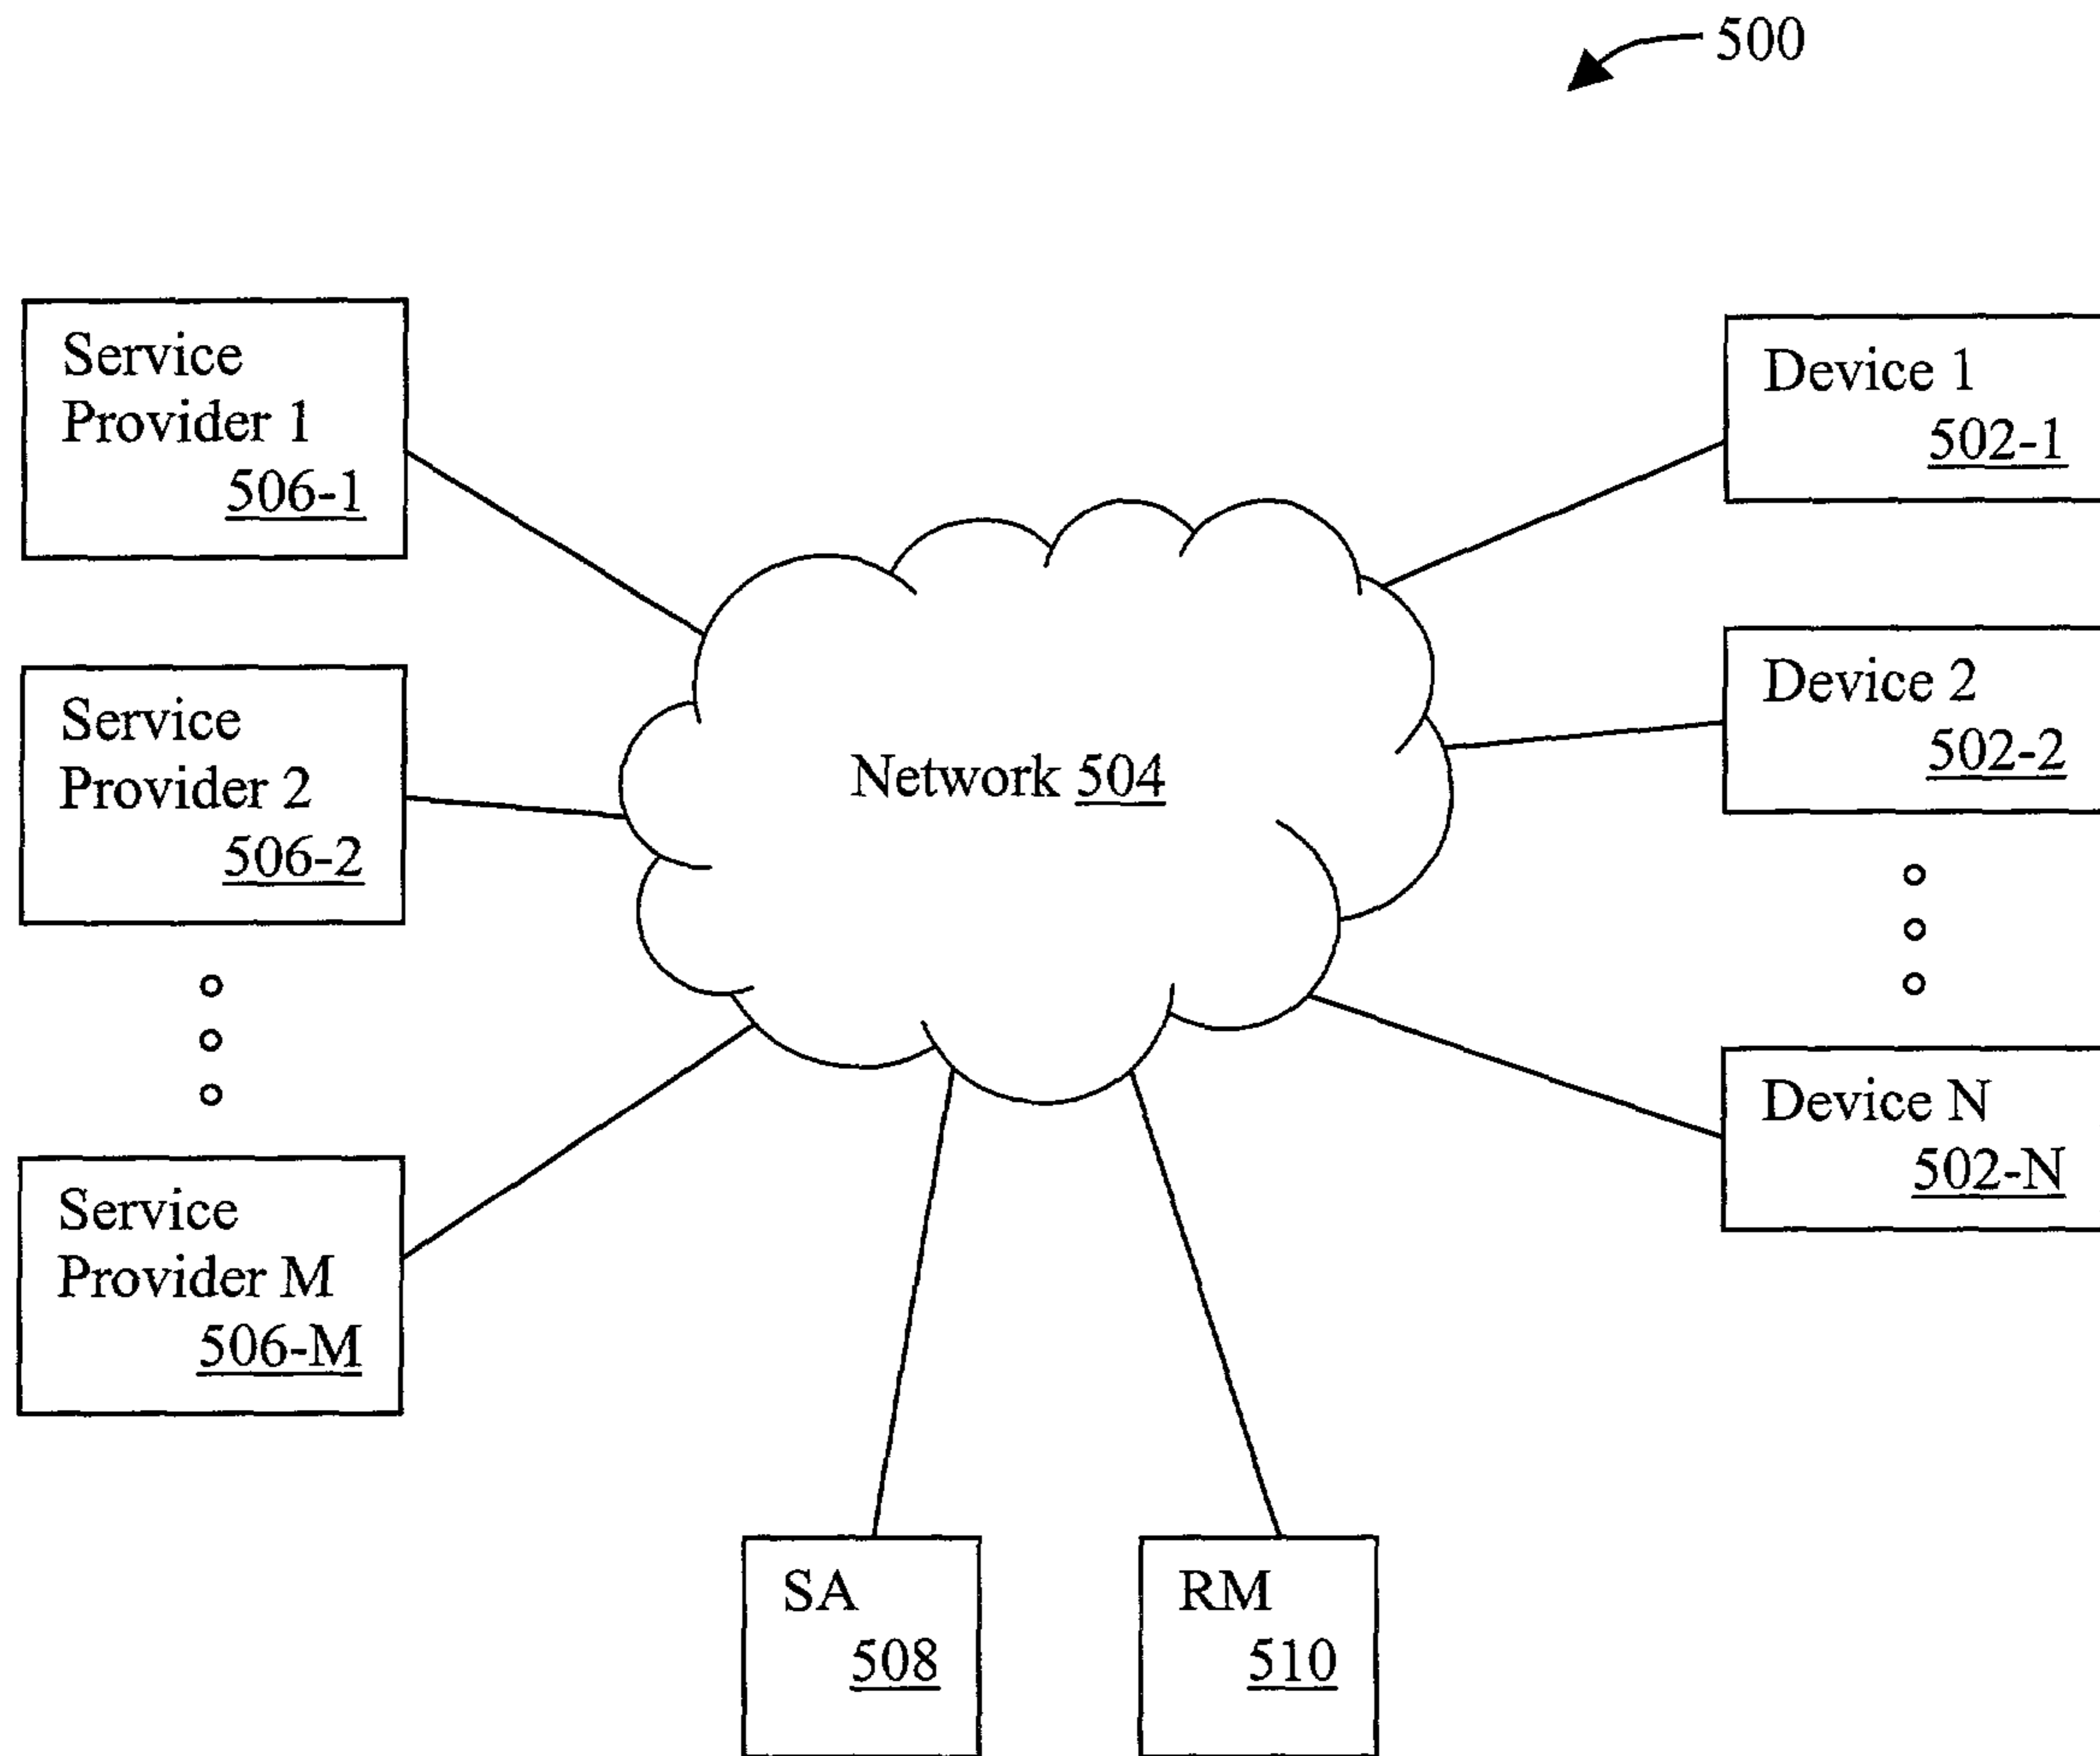 500
Service
Provider 1
506-1
Device 1
502-1
Service
Provider 2
506-2
Network 504
Device 2
502-2
Service
Provider M
506-M
Device N
502-N
SA
508
RM
510